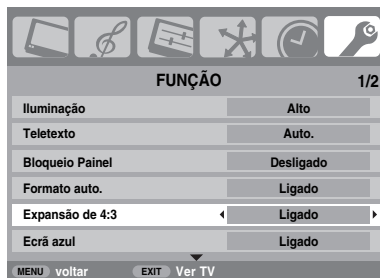 FUNÇÃO 1/2
Iluminação Alto
Teletexto Auto.
Bloqueio Painel Desligado
Formato auto. Ligado
Expansão de 4:3 Ligado
Ecrã azul Ligado
MENU voltar EXIT Ver TV